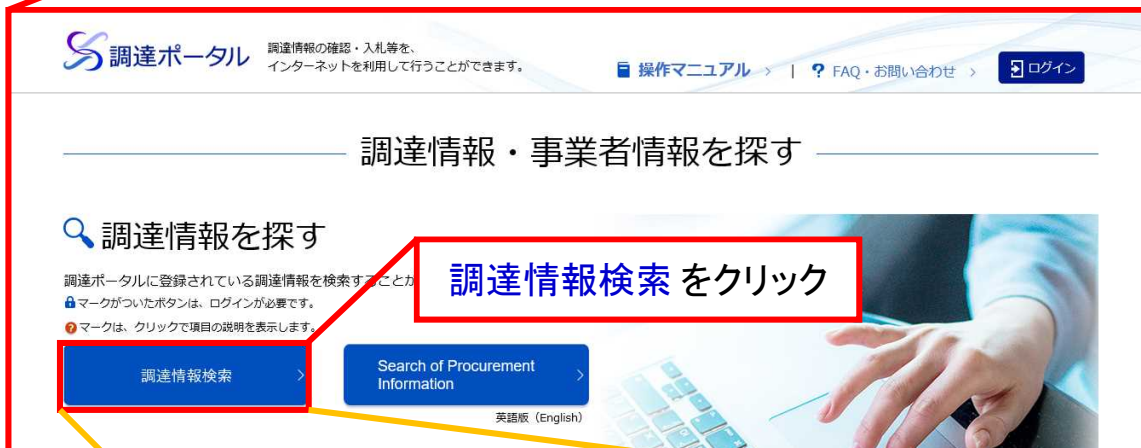 調達ポータル
調達情報の確認・入札等を、
インターネットを利用して行うことができます。
操作マニュアル
FAQ・お問い合わせ
ログイン
調達情報・事業者情報を探す
調達情報を探す
調達ポータルに登録されている調達情報を検索することが
マークがついたボタンは、ログインが必要です。
マークは、クリックで項目の説明を表示します。
調達情報検索 をクリック
調達情報検索
Search of Procurement
Information
英語版（English）